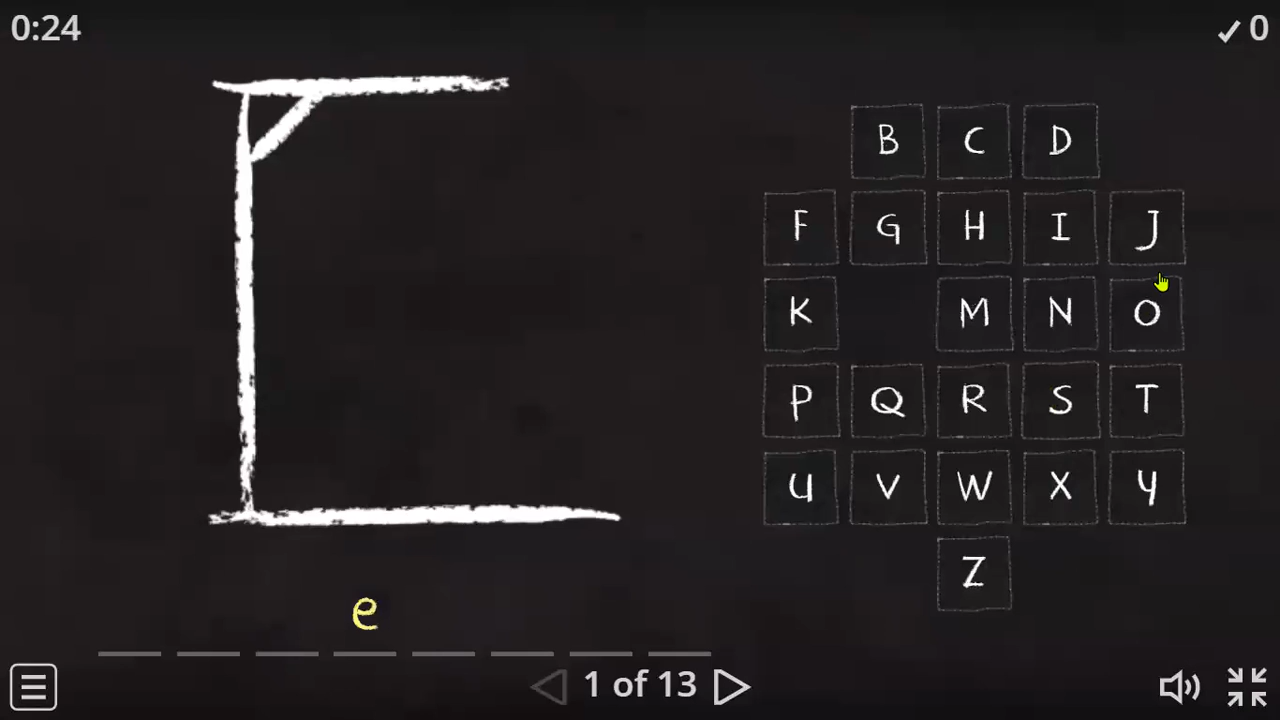 0:24
✓ 0
B C D
F G H I J
K M N O
P Q R S T
U V W X Y
Z
e
1 of 13